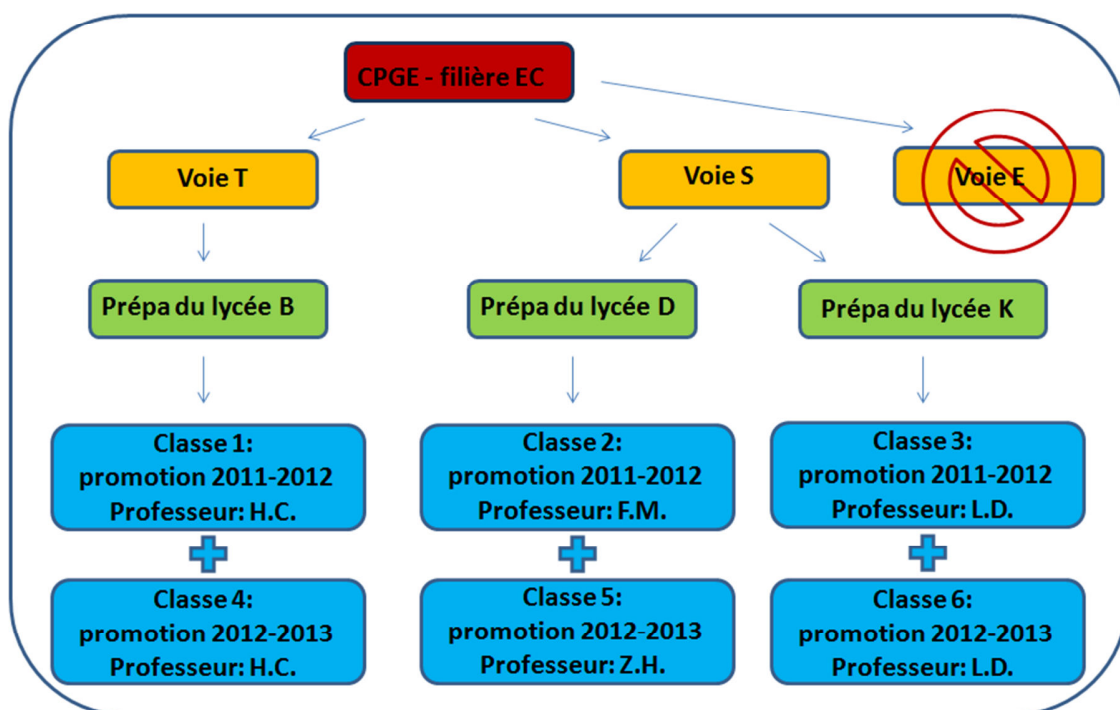 CPGE - filière EC
Voie T
Voie S
Voie E
Prépa du lycée B
Prépa du lycée D
Prépa du lycée K
Classe 1:
promotion 2011-2012
Professeur: H.C.
Classe 2:
promotion 2011-2012
Professeur: F.M.
Classe 3:
promotion 2011-2012
Professeur: L.D.
Classe 4:
promotion 2012-2013
Professeur: H.C.
Classe 5:
promotion 2012-2013
Professeur: Z.H.
Classe 6:
promotion 2012-2013
Professeur: L.D.